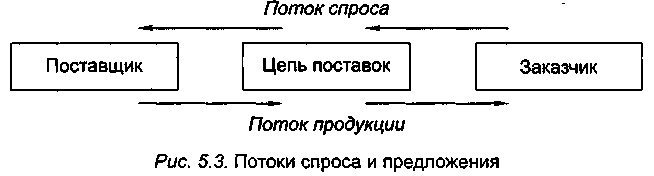 Поток спроса
Поставщик Цепь поставок Заказчик
Поток продукции
Рис. 5.3. Потоки спроса и предложения